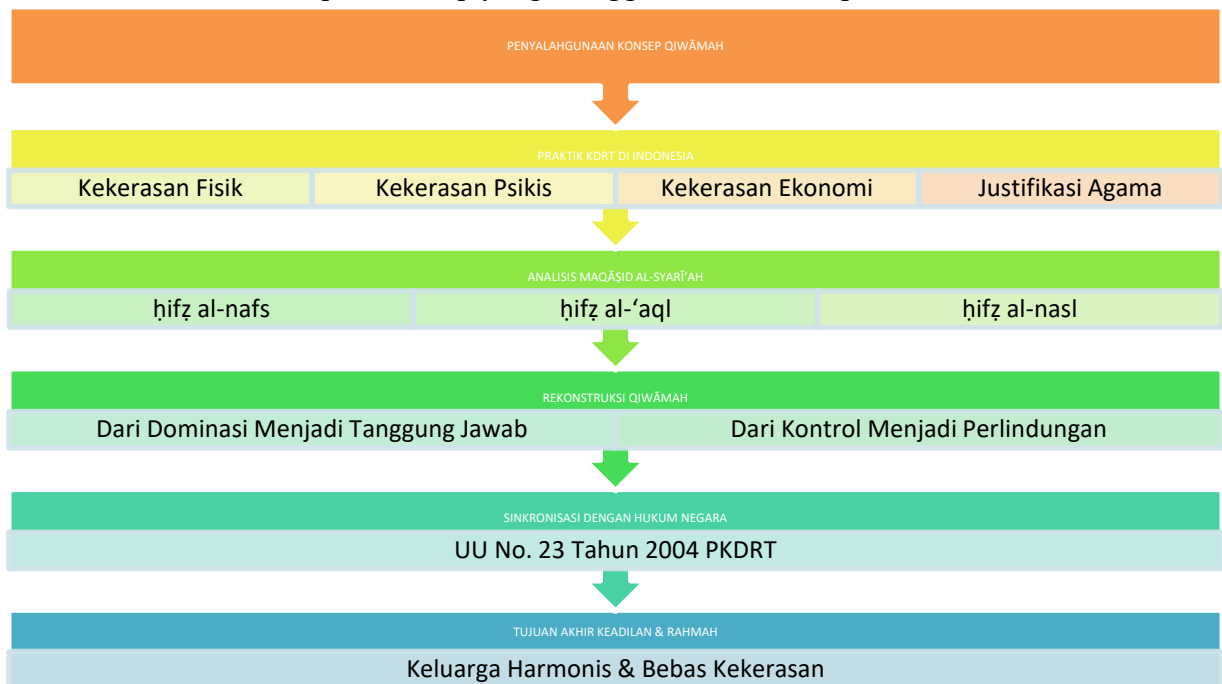 PENYALAHGUNAAN KONSEP QIWĀMAH
PRAKTIK KDRT DI INDONESIA
Kekerasan Fisik Kekerasan Psikis Kekerasan Ekonomi Justifikasi Agama
ANALISIS MAQĀṢID AL-SYARĪ‘AH
ḥifẓ al-nafs ḥifẓ al-‘aql ḥifẓ al-nasl
REKONSTRUKSI QIWĀMAH
Dari Dominasi Menjadi Tanggung Jawab Dari Kontrol Menjadi Perlindungan
SINKRONISASI DENGAN HUKUM NEGARA
UU No. 23 Tahun 2004 PKDRT
TUJUAN AKHIR KEADILAN & RAHMAH
Keluarga Harmonis & Bebas Kekerasan